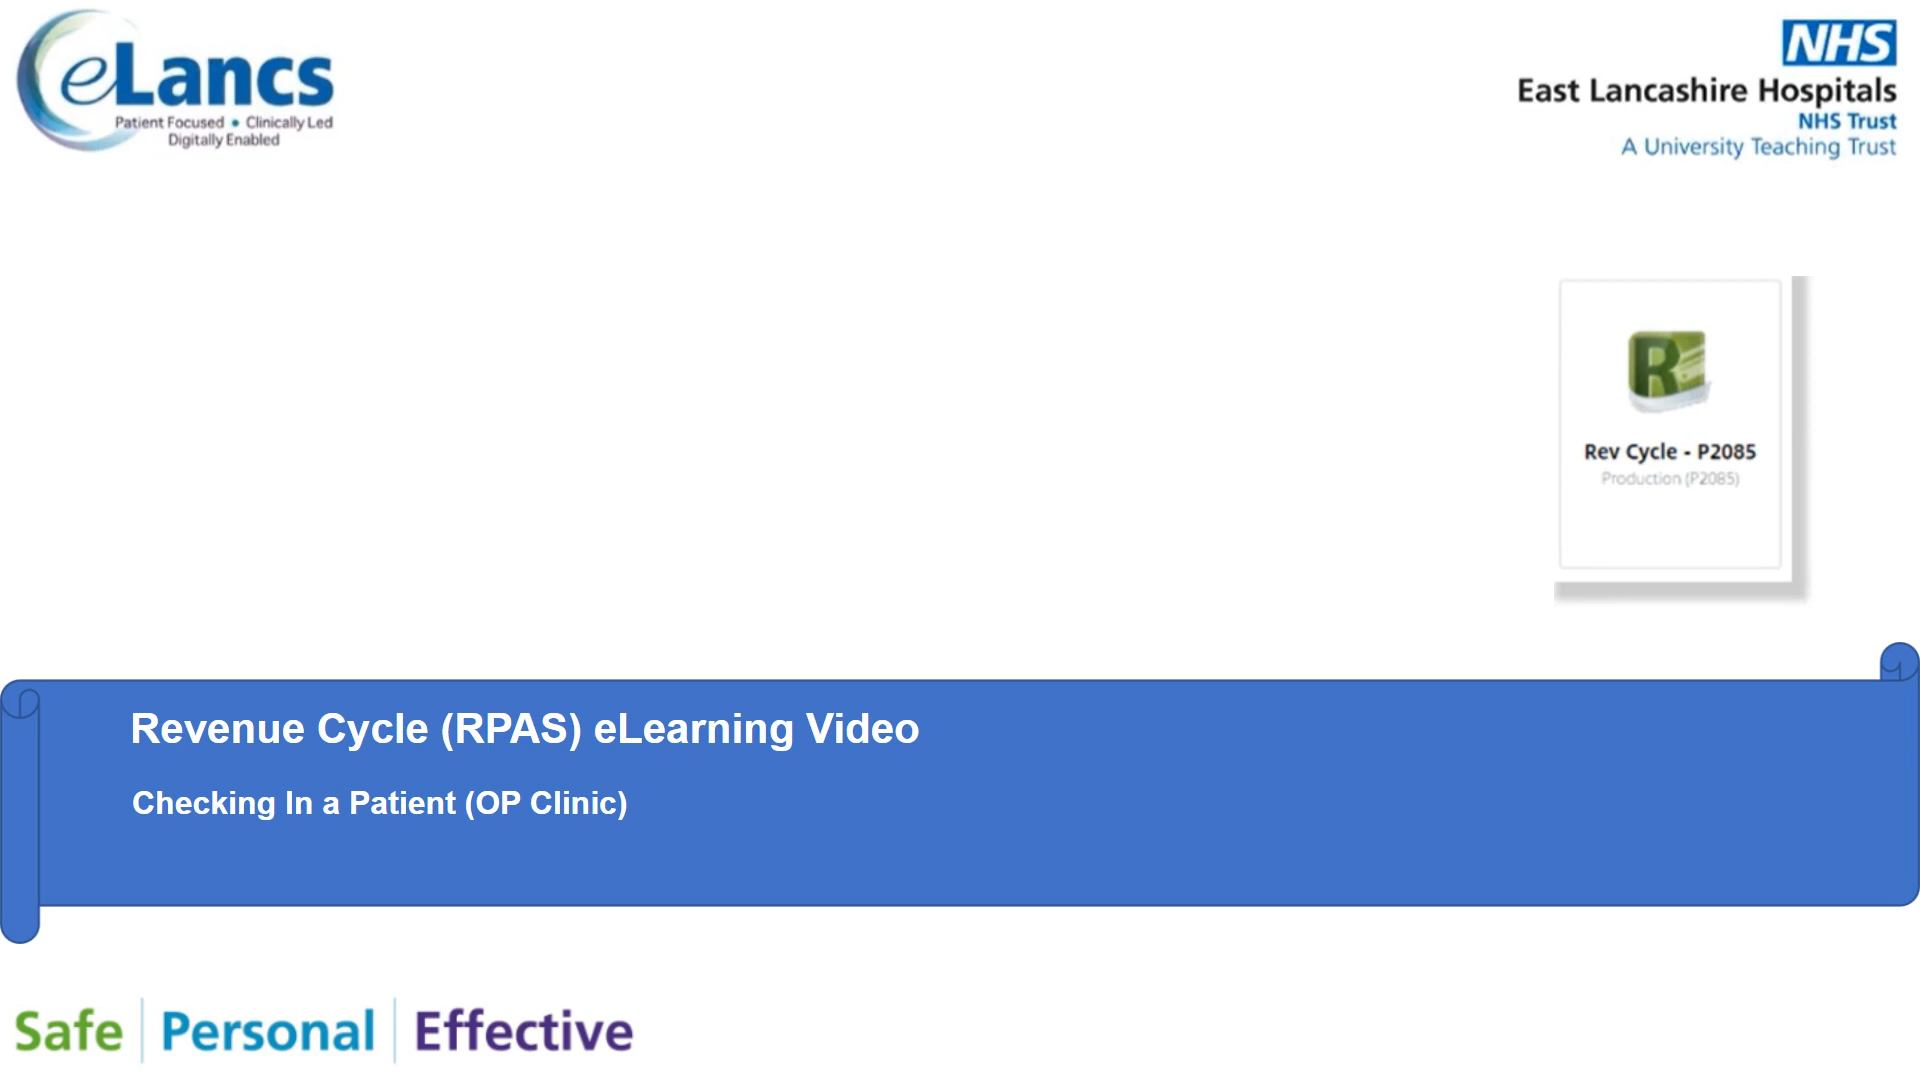 eLancs
Patient Focused • Clinically Led
Digitally Enabled
NHS
East Lancashire Hospitals
NHS Trust
A University Teaching Trust
R
Rev Cycle - P2085
Production (P2085)
Revenue Cycle (RPAS) eLearning Video
Checking In a Patient (OP Clinic)
Safe Personal Effective